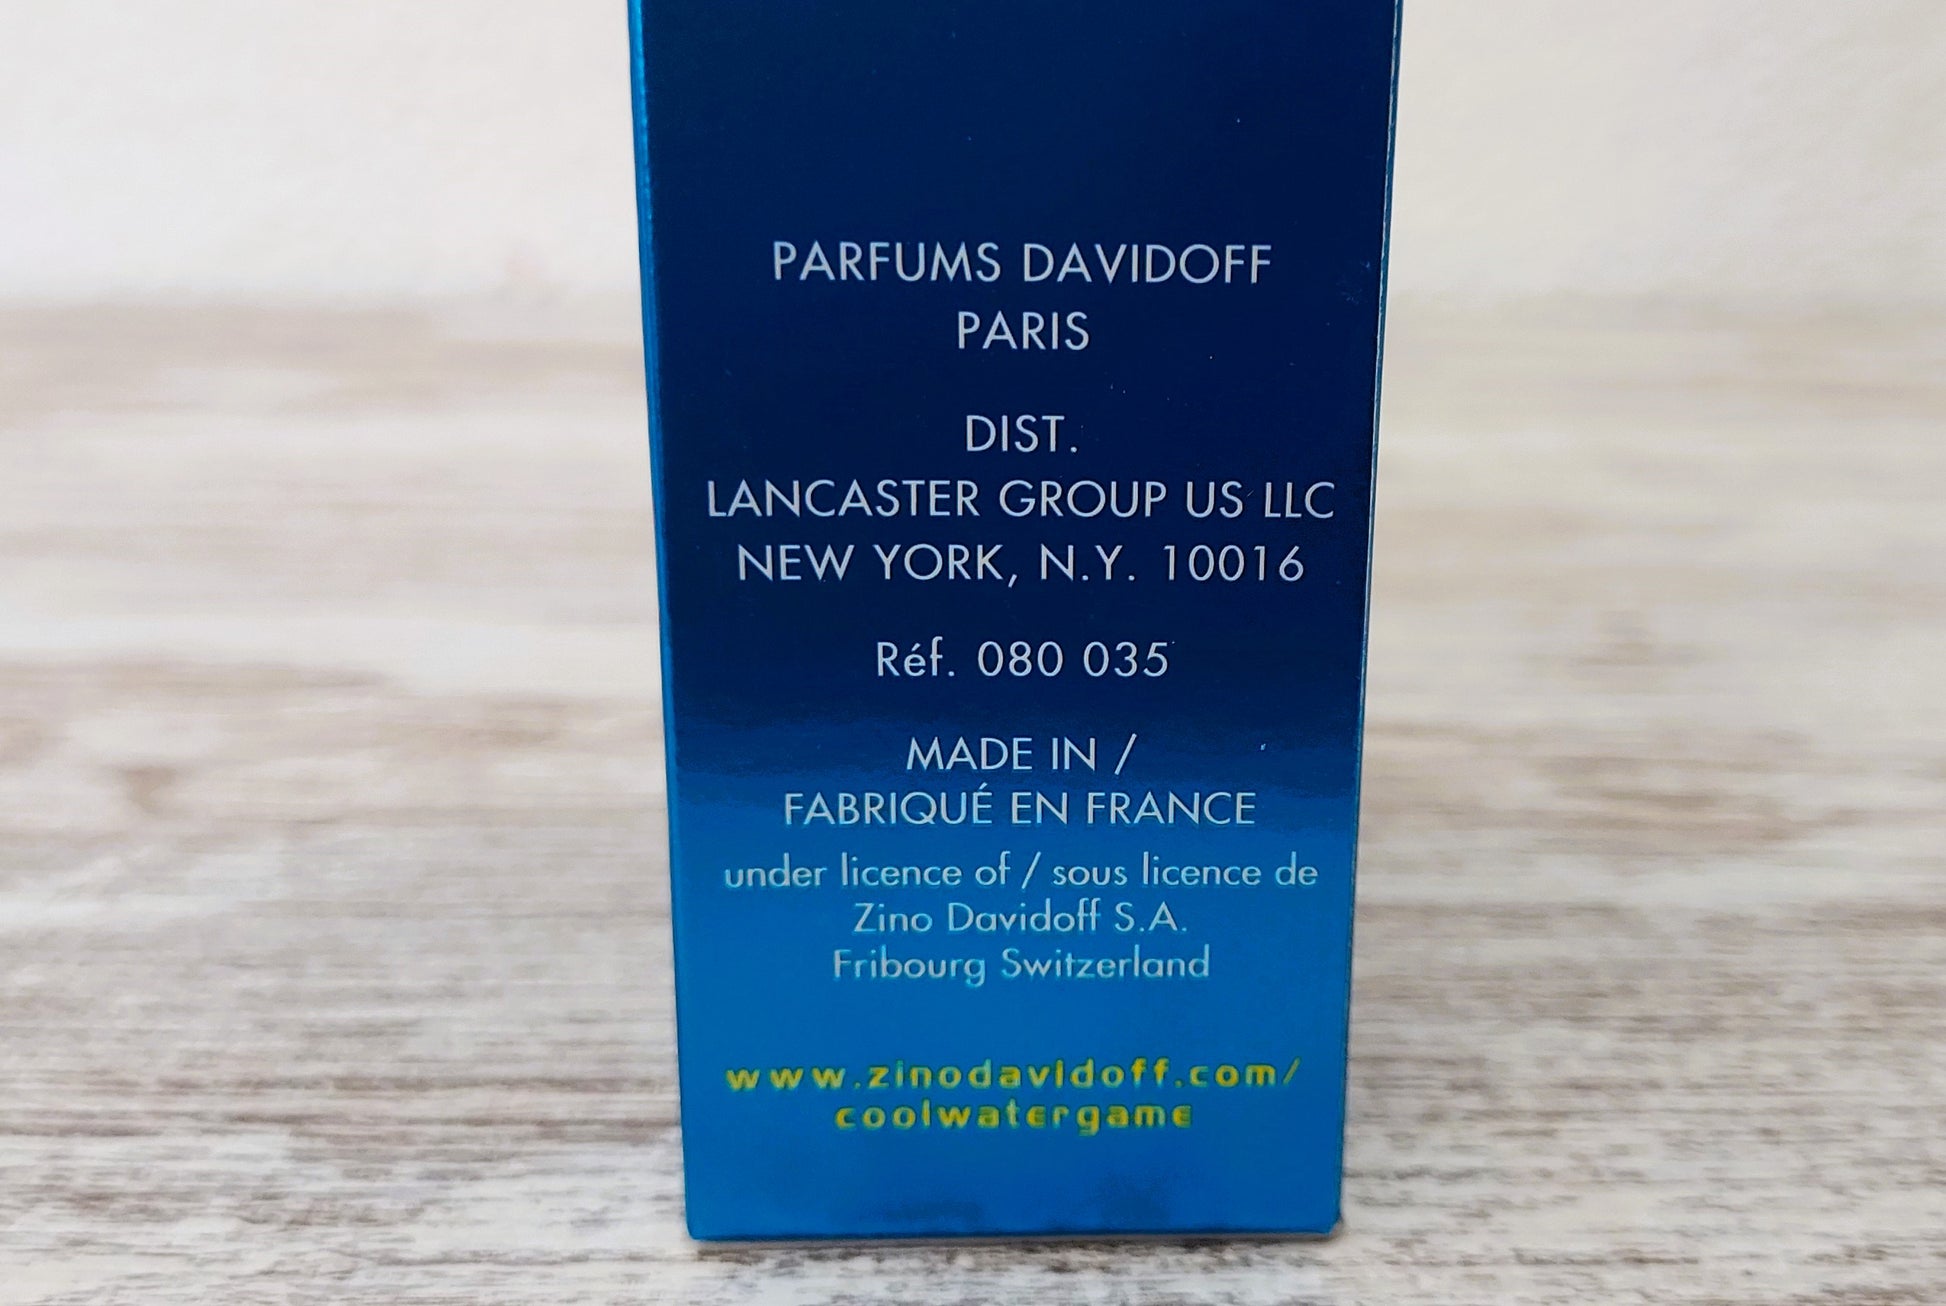 PARFUMS DAVIDOFF
PARIS
DIST.
LANCASTER GROUP US LLC
NEW YORK, N.Y. 10016
Réf. 080 035
MADE IN /
FABRIQUÉ EN FRANCE
under licence of / sous licence de
Zino Davidoff S.A.
Fribourg Switzerland
www.zinodavidoff.com/
coolwatergame